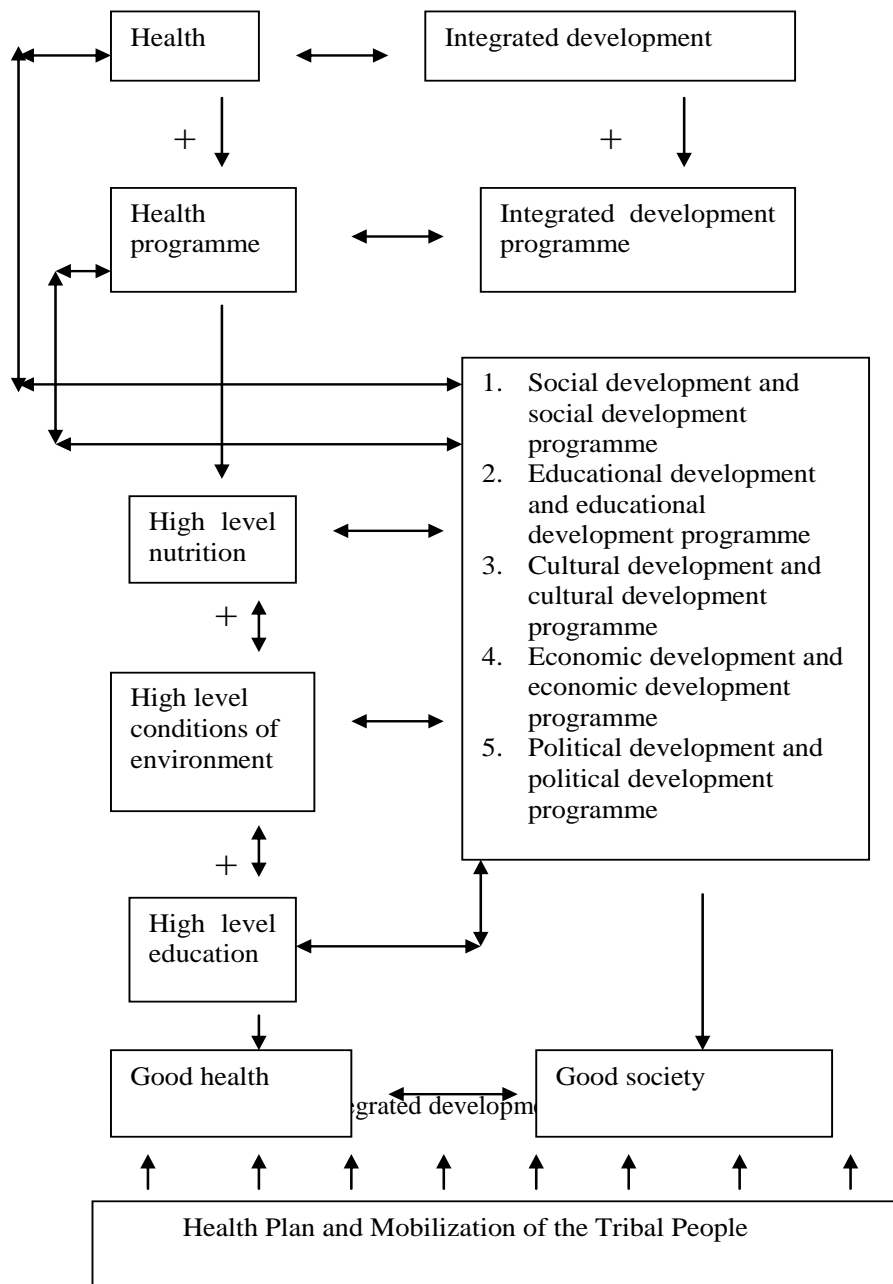 Health
Integrated development
+
+
Health
programme
Integrated development
programme
1. Social development and
social development
programme
2. Educational development
and educational
development programme
3. Cultural development and
cultural development
programme
4. Economic development and
economic development
programme
5. Political development and
political development
programme
High level
nutrition
+
High level
conditions of
environment
+
High level
education
Good health
Good society
Health Plan and Mobilization of the Tribal People